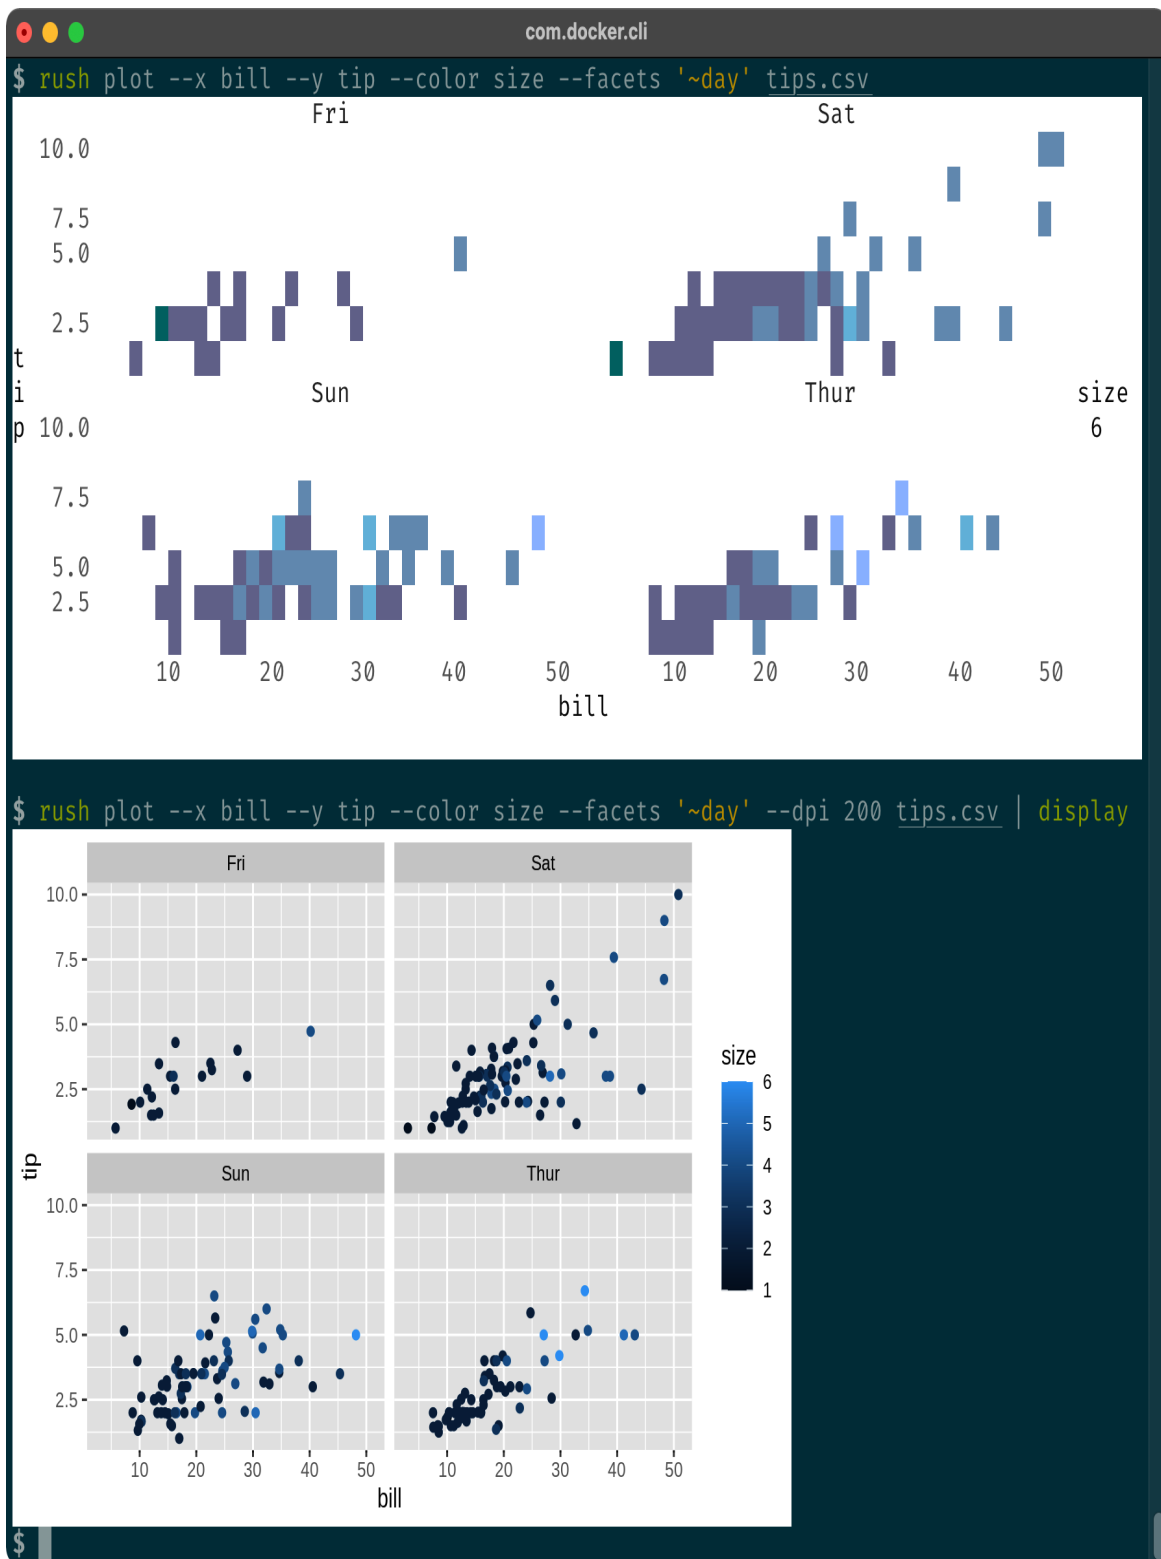 com.docker.cli
$ rush plot --x bill --y tip --color size --facets '~day' tips.csv
Fri Sat
10.0
7.5
5.0
2.5
tip
Sun Thur size
10.0 6
7.5
5.0
2.5
10 20 30 40 50 10 20 30 40 50
bill
$ rush plot --x bill --y tip --color size --facets '~day' --dpi 200 tips.csv | display
Fri Sat
10.0
7.5
5.0
2.5
size
6
5
4
3
2
1
tip
Sun Thur
10.0
7.5
5.0
2.5
10 20 30 40 50 10 20 30 40 50
bill
$